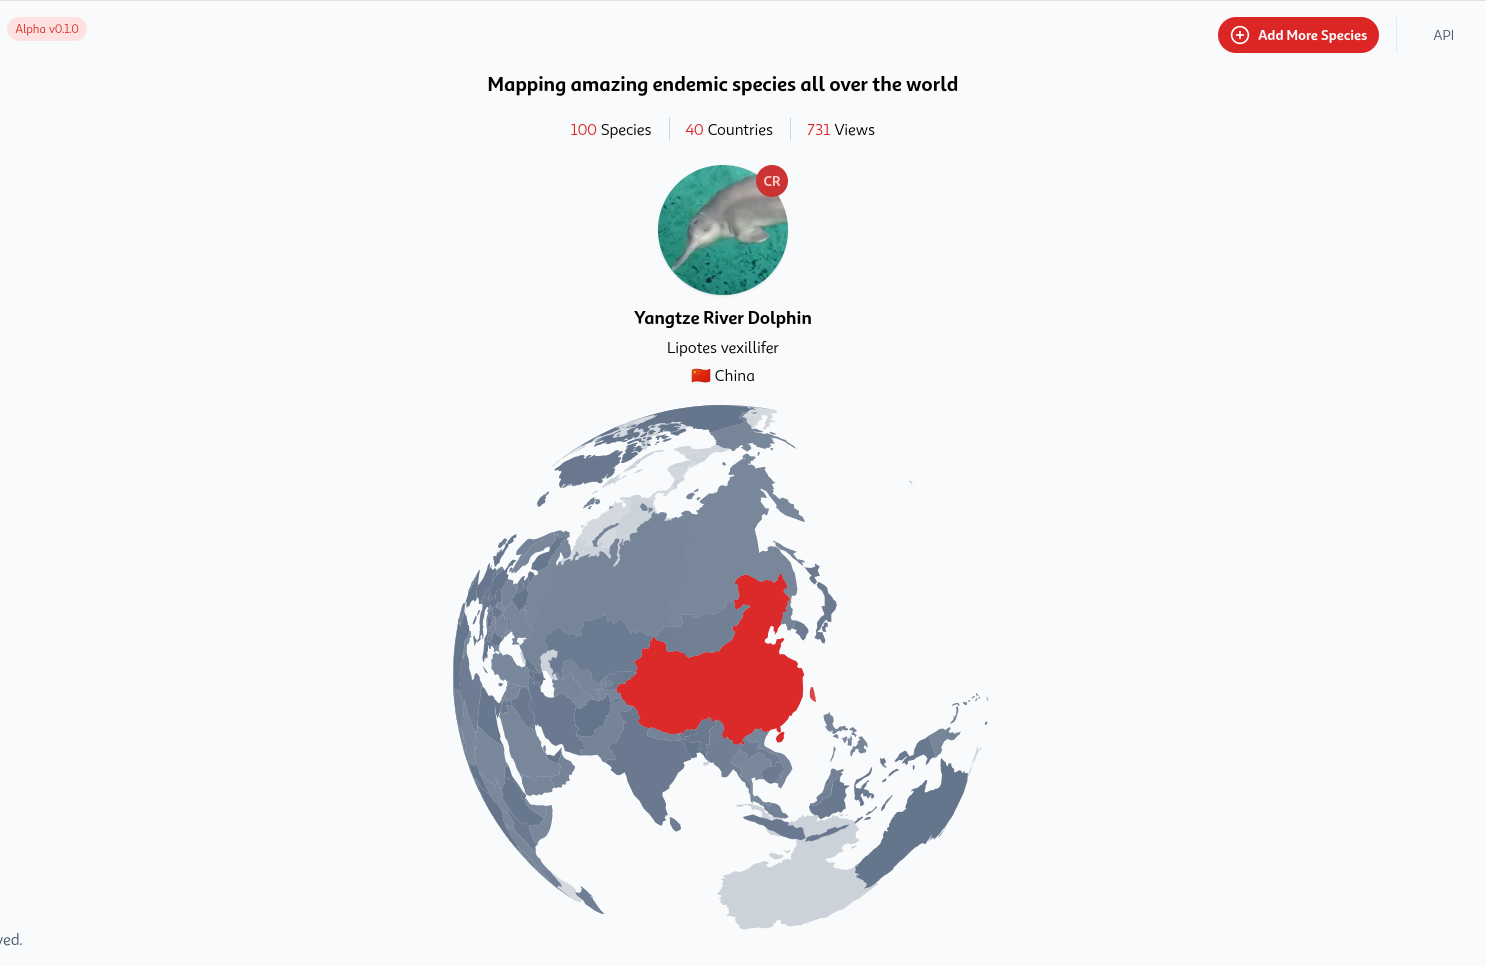 Alpha v0.1.0
Add More Species
API
Mapping amazing endemic species all over the world
100 Species
40 Countries
731 Views
CR
Yangtze River Dolphin
Lipotes vexillifer
🇨🇳 China
ved.